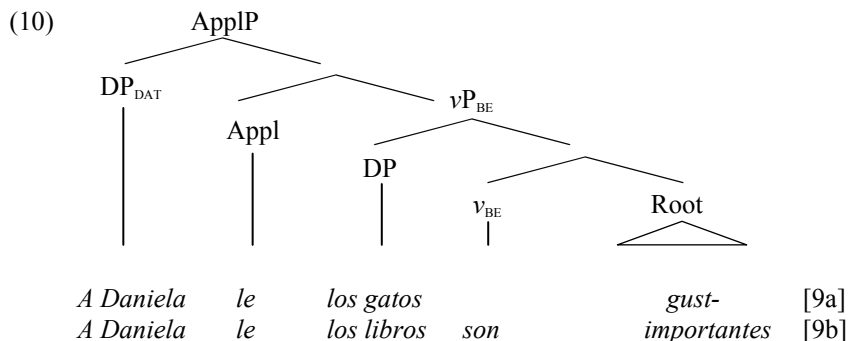 (10) ApplP
DP_DAT
vP_BE
Appl
DP
v_BE Root
A Daniela le los gatos gust- [9a]
A Daniela le los libros son importantes [9b]